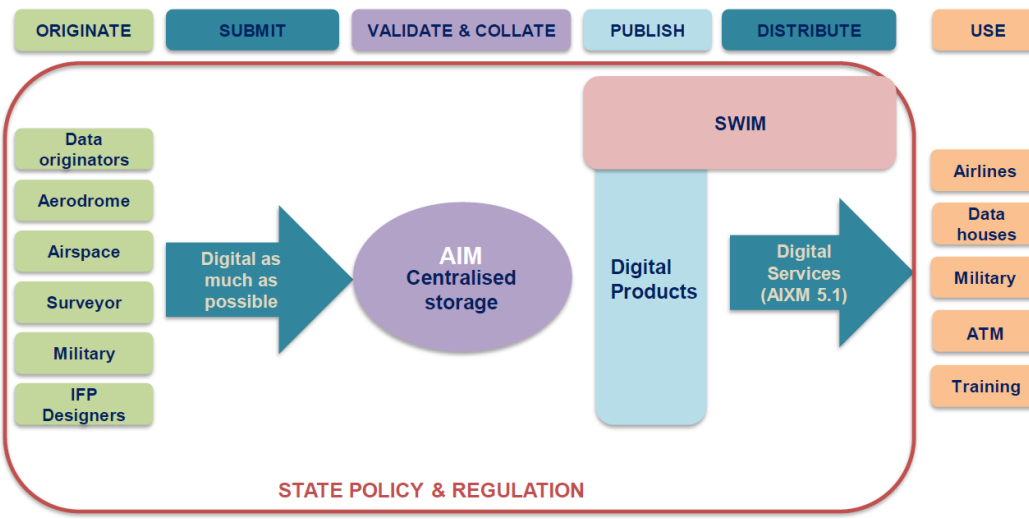 ORIGINATE
SUBMIT
VALIDATE & COLLATE
PUBLISH
DISTRIBUTE
USE
Data
originators
Aerodrome
Airspace
Surveyor
Military
IFP
Designers
Digital as
much as
possible
AIM
Centralised
storage
SWIM
Digital
Products
Digital
Services
(AIXM 5.1)
Airlines
Data
houses
Military
ATM
Training
STATE POLICY & REGULATION